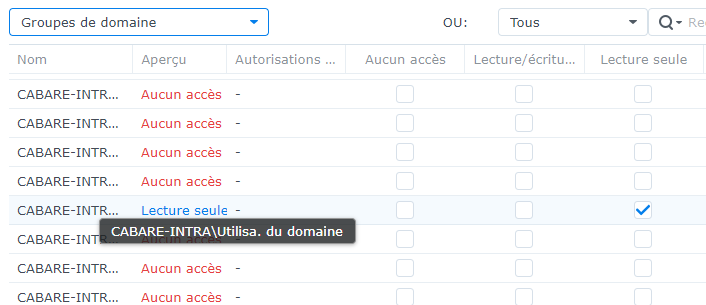 Groupes de domaine OU: Tous Re
Nom Aperçu Autorisations ... Aucun accès Lecture/écritu... Lecture seule
CABARE-INTR... Aucun accès -
CABARE-INTR... Aucun accès -
CABARE-INTR... Aucun accès -
CABARE-INTR... Aucun accès -
CABARE-INTR... Lecture seule -
CABARE-INTRA\Utilisa. du domaine
CABARE-INTR... Aucun accès -
CABARE-INTR... Aucun accès -
CABARE-INTR... Aucun accès -